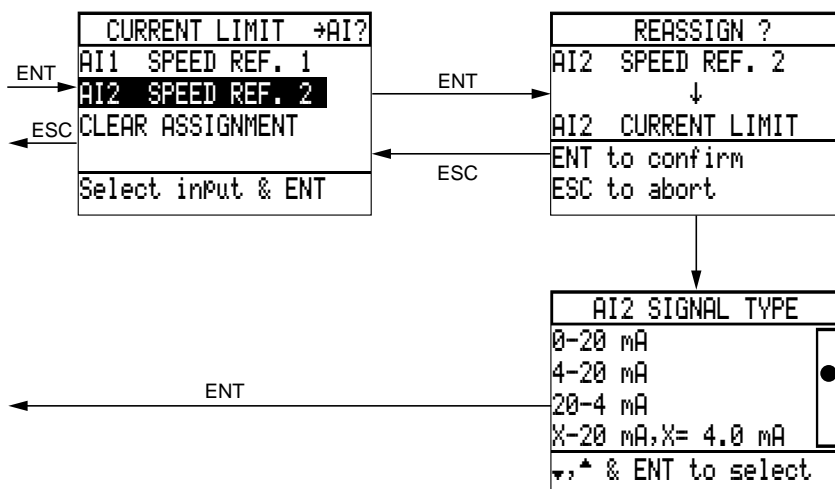 CURRENT LIMIT →AI?
AI1 SPEED REF. 1
AI2 SPEED REF. 2
CLEAR ASSIGNMENT
Select input & ENT
ENT
ESC
ENT
ESC
REASSIGN ?
AI2 SPEED REF. 2
↓
AI2 CURRENT LIMIT
ENT to confirm
ESC to abort
AI2 SIGNAL TYPE
0-20 mA
4-20 mA
20-4 mA
X-20 mA,X= 4.0 mA
▾,▴ & ENT to select
ENT